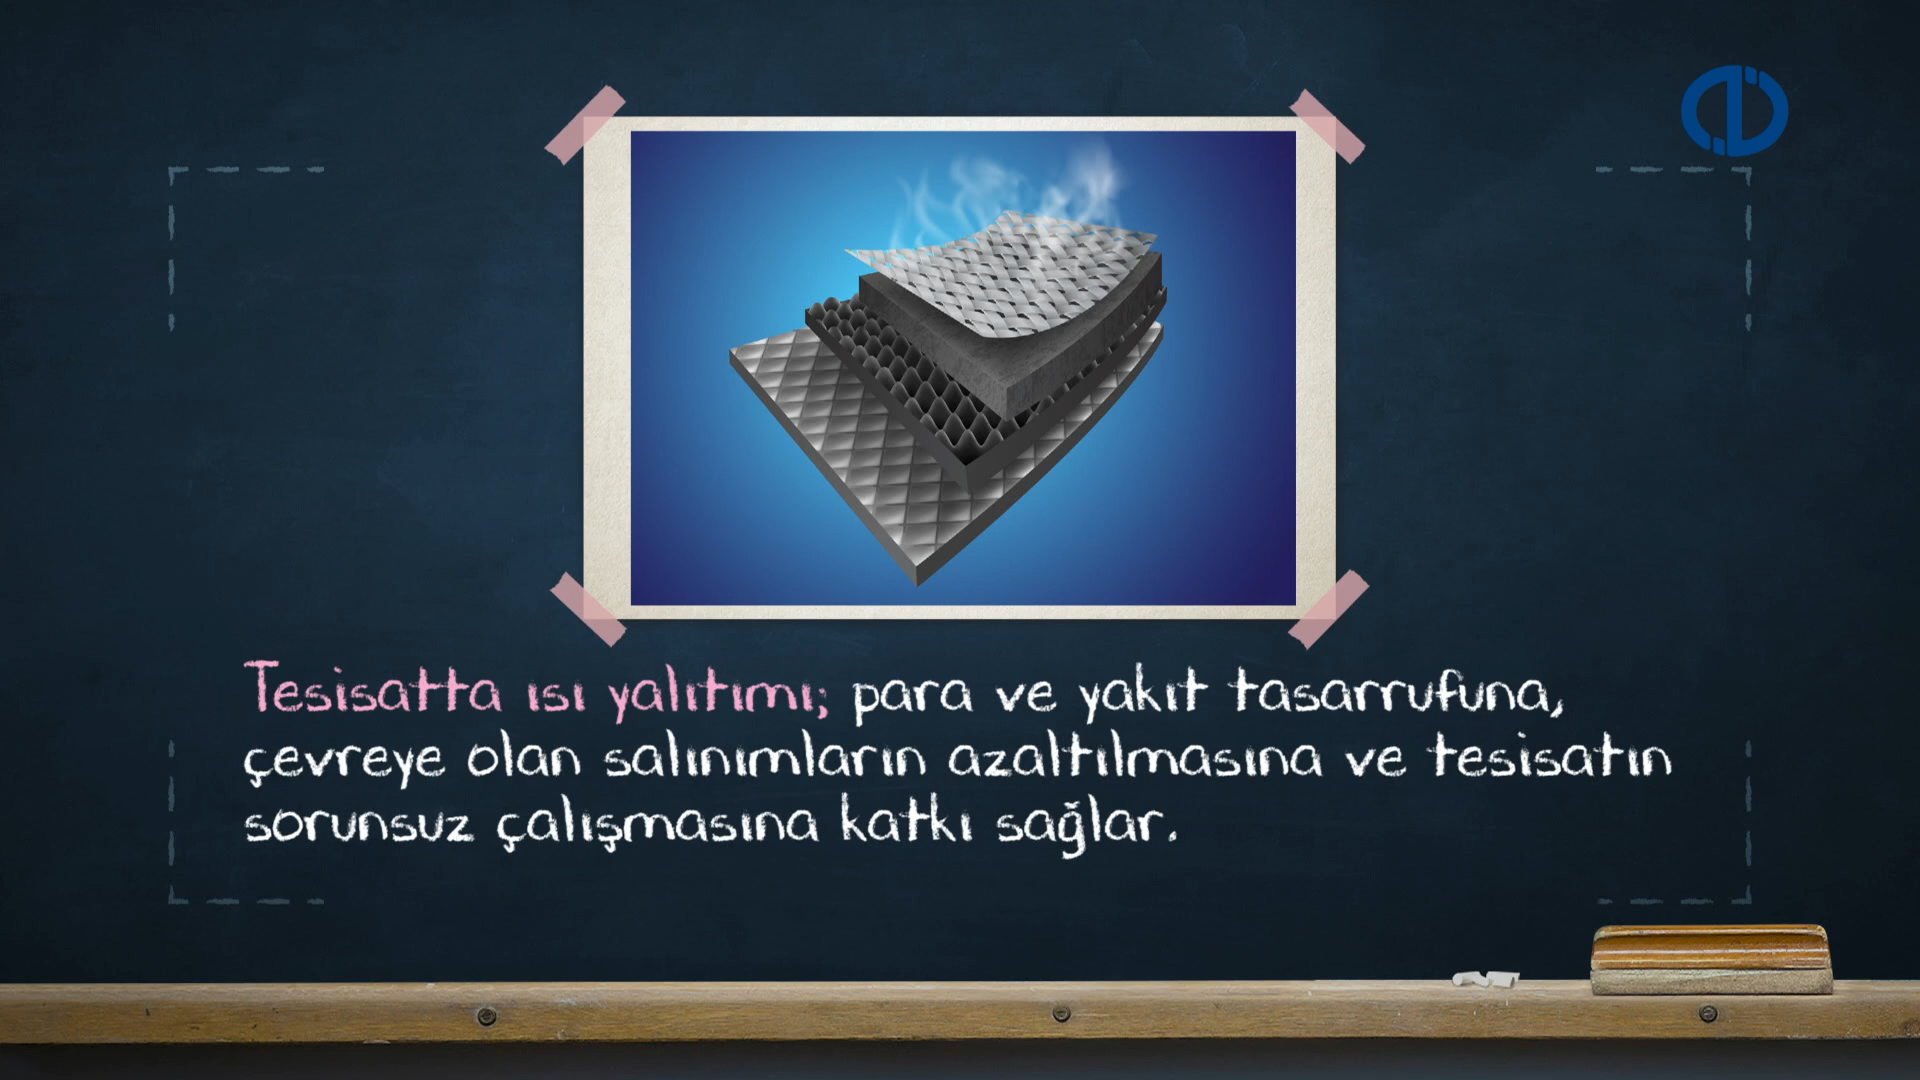 Tesisatta ısı yalıtımı; para ve yakıt tasarrufuna,
çevreye olan salınımların azaltılmasına ve tesisatın
sorunsuz çalışmasına katkı sağlar.